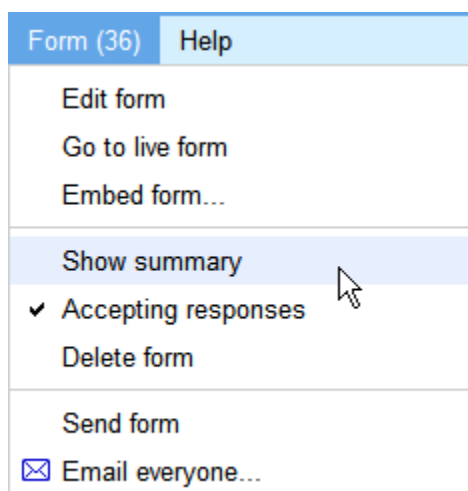 Form (36) Help
Edit form
Go to live form
Embed form...
Show summary
Accepting responses
Delete form
Send form
Email everyone...